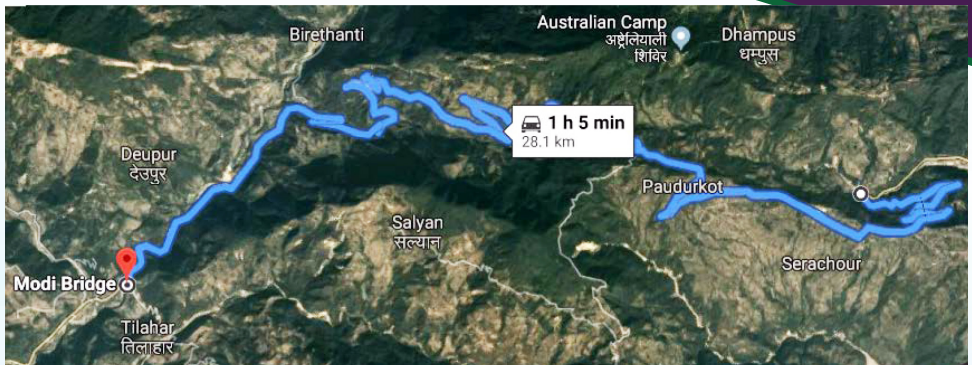 Birethanti
Australian Camp
अष्ट्रेलियाली
शिविर
Dhampus
धम्पुस
1 h 5 min
28.1 km
Deupur
देउपुर
Paudurkot
Salyan
सल्यान
Serachour
Modi Bridge
Tilahar
तिलाहार